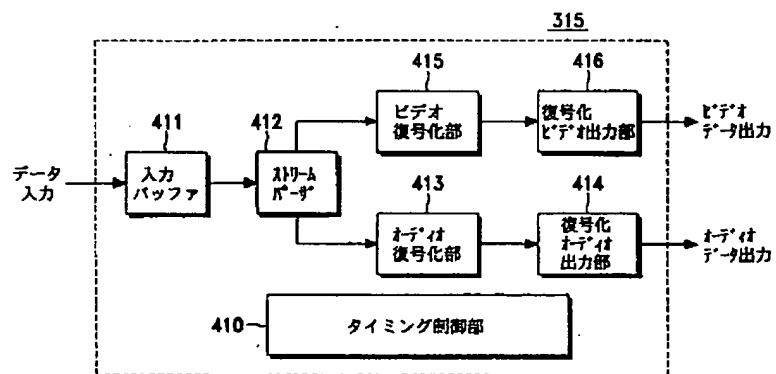 315
415
416
ビデオ
復号化部
復号化
ビデオ出力部
ビデオ
データ出力
411
412
データ
入力
入力
バッファ
ストリーム
パーザ
413
414
オーディオ
復号化部
復号化
オーディオ
出力部
オーディオ
データ出力
410
タイミング制御部